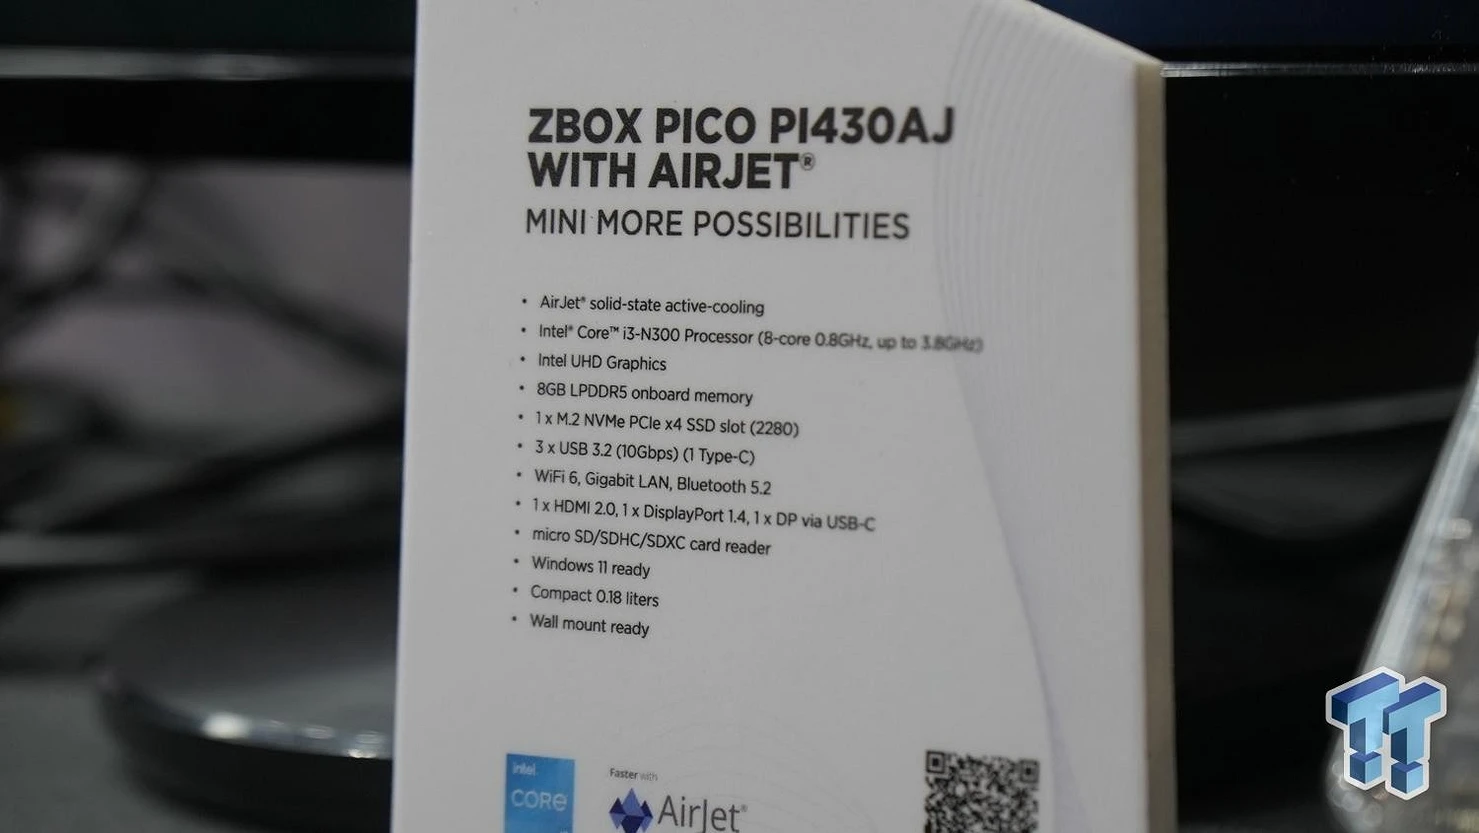 ZBOX PICO PI430AJ
WITH AIRJET®
MINI MORE POSSIBILITIES
• AirJet® solid-state active-cooling
• Intel® Core™ i3-N300 Processor (8-core 0.8GHz, up to 3.8GHz)
• Intel UHD Graphics
• 8GB LPDDR5 onboard memory
• 1 x M.2 NVMe PCIe x4 SSD slot (2280)
• 3 x USB 3.2 (10Gbps) (1 Type-C)
• WiFi 6, Gigabit LAN, Bluetooth 5.2
• 1 x HDMI 2.0, 1 x DisplayPort 1.4, 1 x DP via USB-C
• micro SD/SDHC/SDXC card reader
• Windows 11 ready
• Compact 0.18 liters
• Wall mount ready
intel
CORE
Faster with
AirJet®
TT